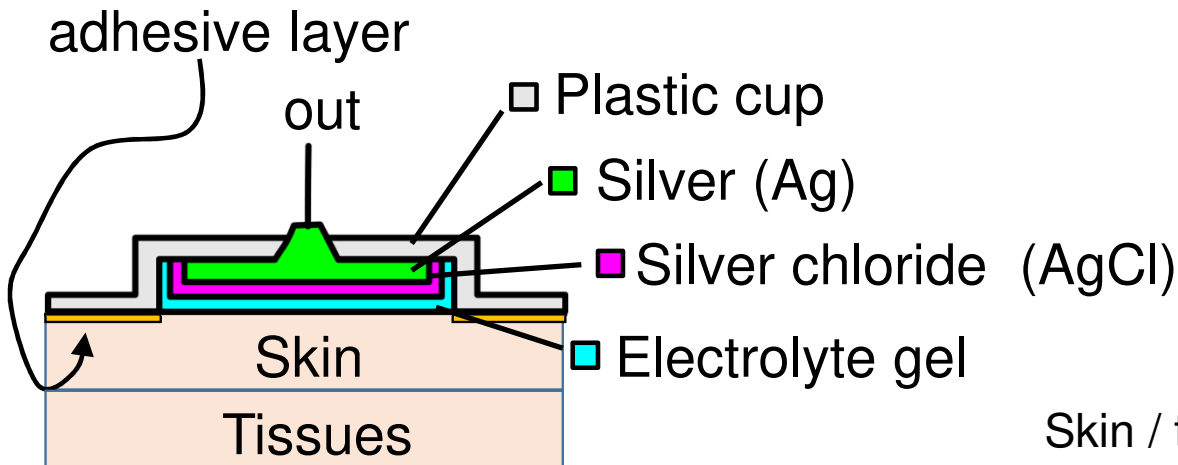 adhesive layer
out
Plastic cup
Silver (Ag)
Silver chloride (AgCl)
Electrolyte gel
Skin
Tissues
Skin /